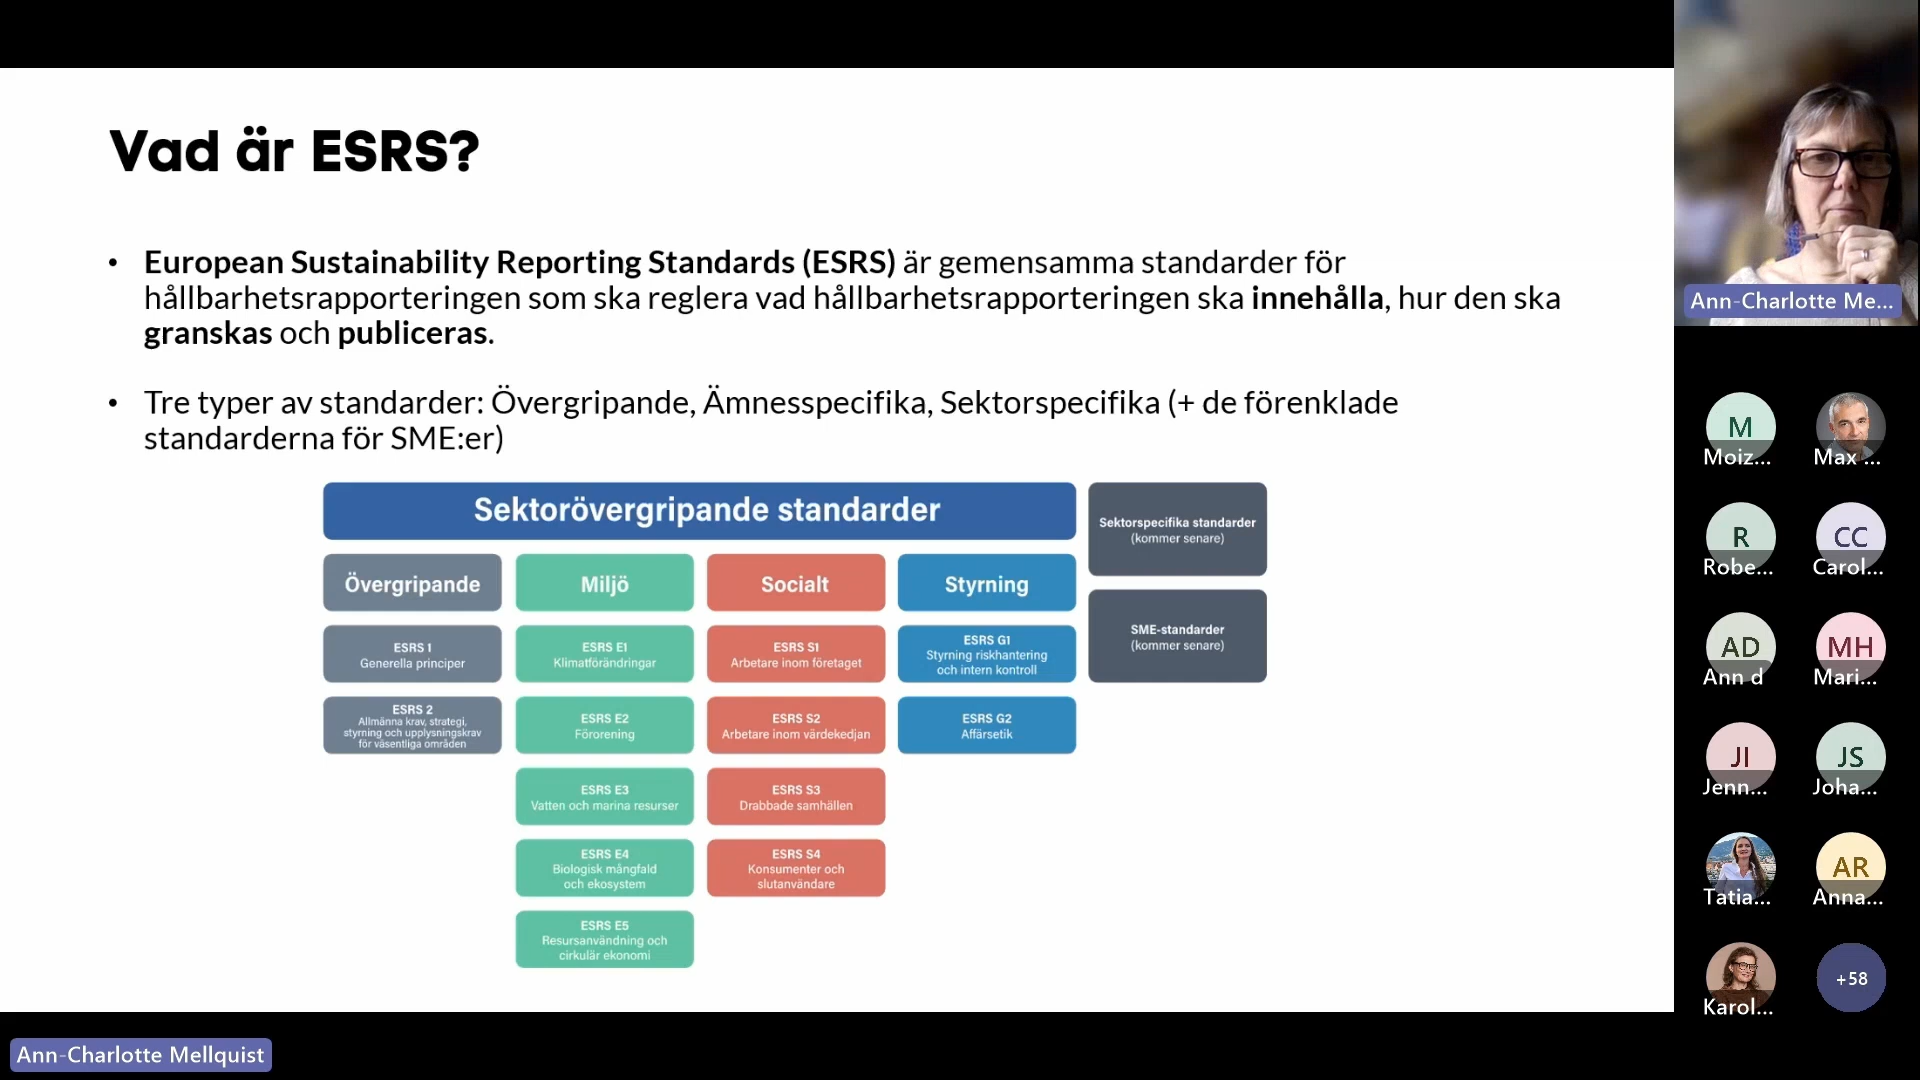 Vad är ESRS?
• European Sustainability Reporting Standards (ESRS) är gemensamma standarder för
hållbarhetsrapporteringen som ska reglera vad hållbarhetsrapporteringen ska innehålla, hur den ska
granskas och publiceras.
• Tre typer av standarder: Övergripande, Ämnesspecifika, Sektorspecifika (+ de förenklade
standarderna för SME:er)
Sektorövergripande standarder
Övergripande
ESRS 1
Generella principer
ESRS 2
Allmänna krav, strategi,
styrning och upplysningskrav
för väsentliga områden
Miljö
ESRS E1
Klimatförändringar
ESRS E2
Förorening
ESRS E3
Vatten och marina resurser
ESRS E4
Biologisk mångfald
och ekosystem
ESRS E5
Resursanvändning och
cirkulär ekonomi
Socialt
ESRS S1
Arbetare inom företaget
ESRS S2
Arbetare inom värdekedjan
ESRS S3
Drabbade samhällen
ESRS S4
Konsumenter och
slutanvändare
Styrning
ESRS G1
Styrning riskhantering
och intern kontroll
ESRS G2
Affärsetik
Sektorspecifika standarder
(kommer senare)
SME-standarder
(kommer senare)
Ann-Charlotte Me...
M
Moiz...
Max ...
R
Robe...
CC
Carol...
AD
Ann d
MH
Mari...
JI
Jenn...
JS
Joha...
Tatia...
AR
Anna...
Karol...
+58
Ann-Charlotte Mellquist